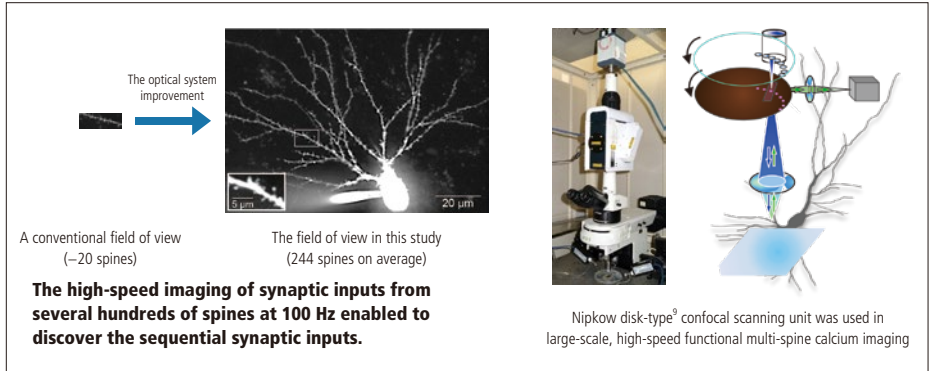 The optical system
improvement
5 µm
20 µm
A conventional field of view
(−20 spines)
The field of view in this study
(244 spines on average)
The high-speed imaging of synaptic inputs from
several hundreds of spines at 100 Hz enabled to
discover the sequential synaptic inputs.
Nipkow disk-type⁹ confocal scanning unit was used in
large-scale, high-speed functional multi-spine calcium imaging